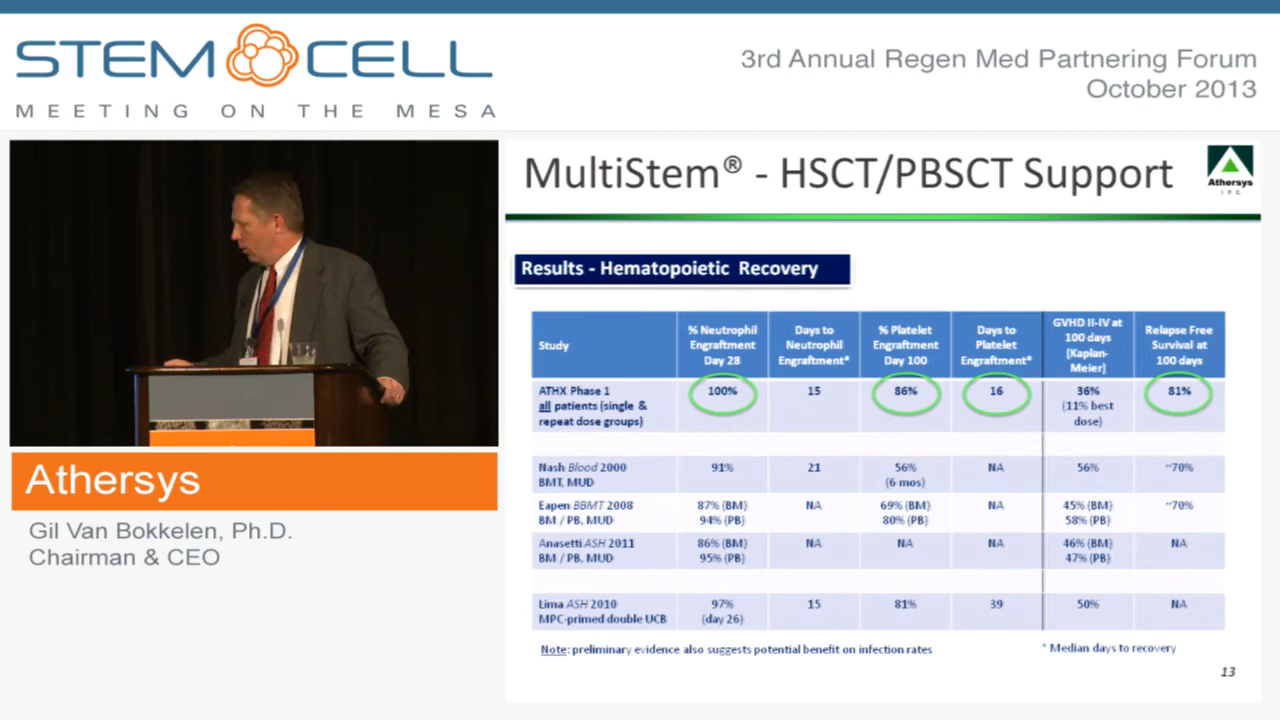 STEM CELL
MEETING ON THE MESA
3rd Annual Regen Med Partnering Forum
October 2013
Athersys
Gil Van Bokkelen, Ph.D.
Chairman & CEO
MultiStem® - HSCT/PBSCT Support
Athersys
INC.
Results - Hematopoietic Recovery
Study | % Neutrophil Engraftment Day 28 | Days to Neutrophil Engraftment* | % Platelet Engraftment Day 100 | Days to Platelet Engraftment* | GVHD II-IV at 100 days (Kaplan-Meier) | Relapse Free Survival at 100 days
ATHX Phase 1 all patients (single & repeat dose groups) | 100% | 15 | 86% | 16 | 36% (11% best dose) | 81%
Nash Blood 2000 BMT, MUD | 91% | 21 | 56% (6 mos) | NA | 56% | ~70%
Eapen BBMT 2008 BM / PB, MUD | 87% (BM) 94% (PB) | NA | 69% (BM) 80% (PB) | NA | 45% (BM) 58% (PB) | ~70%
Anasetti ASH 2011 BM / PB, MUD | 86% (BM) 95% (PB) | NA | NA | NA | 46% (BM) 47% (PB) | NA
Lima ASH 2010 MPC-primed double UCB | 97% (day 26) | 15 | 81% | 39 | 50% | NA
Note: preliminary evidence also suggests potential benefit on infection rates
* Median days to recovery
13